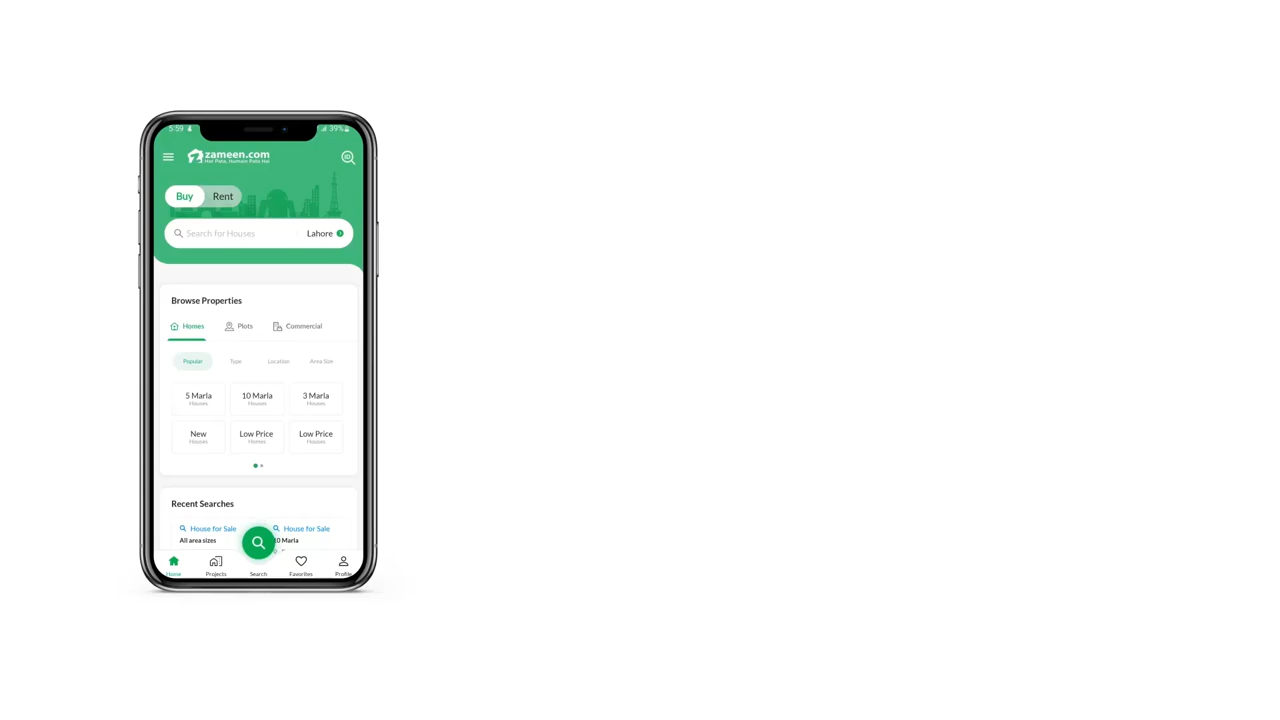 5:59
39%
zameen.com
Har Pata, Humain Pata Hai
ID
Buy
Rent
Search for Houses
Lahore
Browse Properties
Homes
Plots
Commercial
Popular
Type
Location
Area Size
5 Marla
Houses
10 Marla
Houses
3 Marla
Houses
New
Houses
Low Price
Homes
Low Price
Houses
Recent Searches
House for Sale
All area sizes
House for Sale
10 Marla
Home
Projects
Search
Favorites
Profile